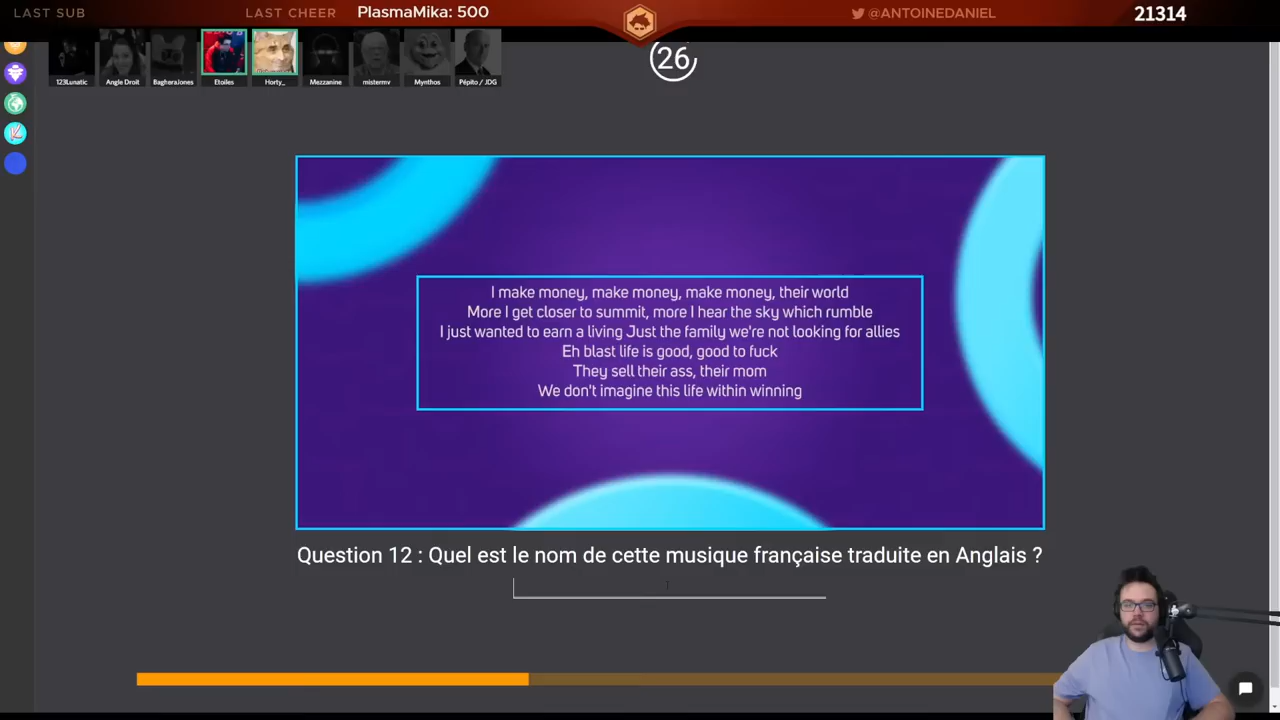 LAST SUB
LAST CHEER
PlasmaMika: 500
@ANTOINEDANIEL
21314
123Lunatic
Angle Droit
BagheraJones
Etoiles
Horty_
Mezzanine
mistermv
Mynthos
Pépito / JDG
26
I make money, make money, make money, their world
More I get closer to summit, more I hear the sky which rumble
I just wanted to earn a living Just the family we're not looking for allies
Eh blast life is good, good to fuck
They sell their ass, their mom
We don't imagine this life within winning
Question 12 : Quel est le nom de cette musique française traduite en Anglais ?